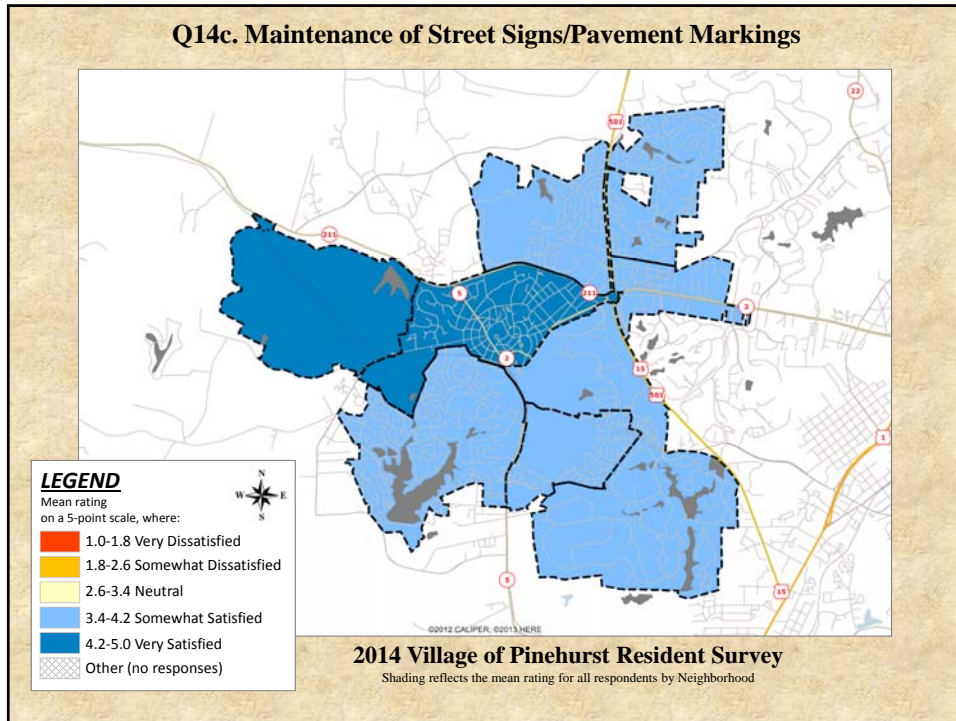 Q14c. Maintenance of Street Signs/Pavement Markings
501
22
211
5
211
2
2
15
501
1
5
15
LEGEND
N
W E
S
Mean rating
on a 5-point scale, where:
1.0-1.8 Very Dissatisfied
1.8-2.6 Somewhat Dissatisfied
2.6-3.4 Neutral
3.4-4.2 Somewhat Satisfied
4.2-5.0 Very Satisfied
Other (no responses)
©2012 CALIPER, ©2013 HERE
2014 Village of Pinehurst Resident Survey
Shading reflects the mean rating for all respondents by Neighborhood